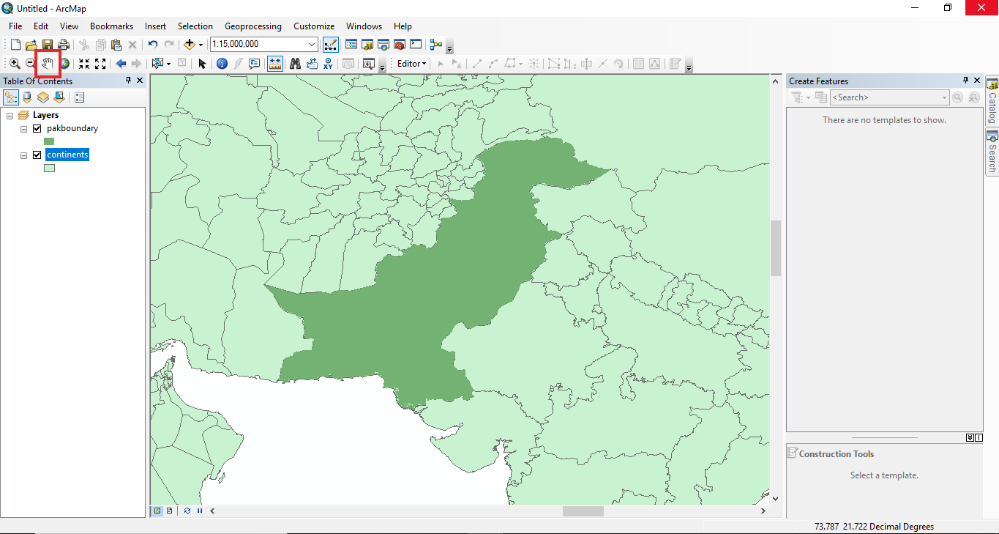 Untitled - ArcMap
File Edit View Bookmarks Insert Selection Geoprocessing Customize Windows Help
1:15,000,000
XY Editor
Table Of Contents
Layers
pakboundary
continents
Create Features
<Search>
There are no templates to show.
Construction Tools
Select a template.
Catalog
Search
73.787 21.722 Decimal Degrees